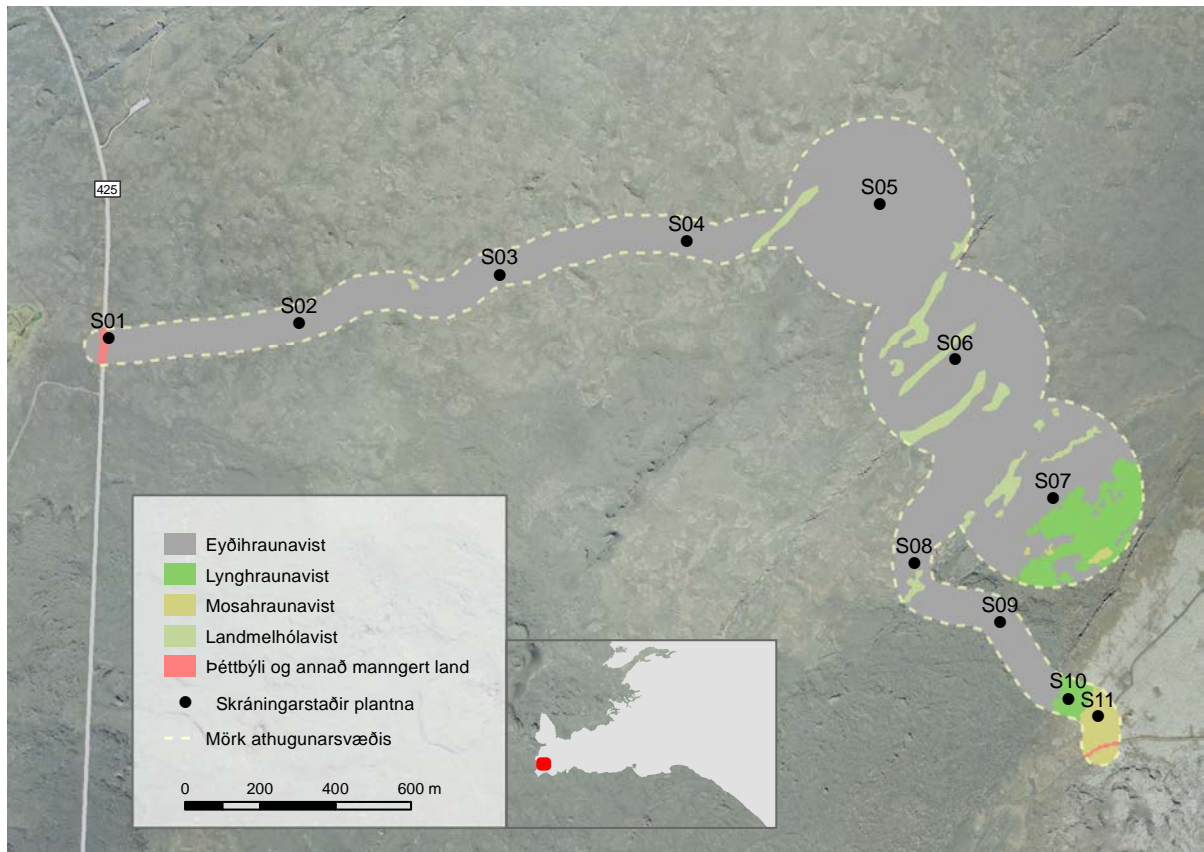 S05
425
S04
S03
S02
S01
S06
S07
S08
S09
S10
S11
Eyðihraunavist
Lynghraunavist
Mosahraunavist
Landmelhólavist
Þéttbýli og annað manngert land
Skráningarstaðir plantna
Mörk athugunarsvæðis
0 200 400 600 m